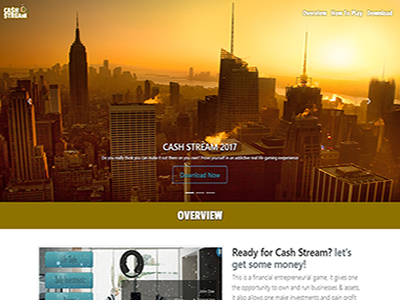 CASH
STREAM
Overview How To Play Download
CASH STREAM 2017
Do you really think you can make it out there on you own? Prove yourself in an addictive real life gaming experience
Download Now
OVERVIEW
Ready for Cash Stream? let's
get some money!
This is a financial entrepreneurial game, it gives one
the opportunity to own and run businesses & assets,
it also allows one make investments and gain profit